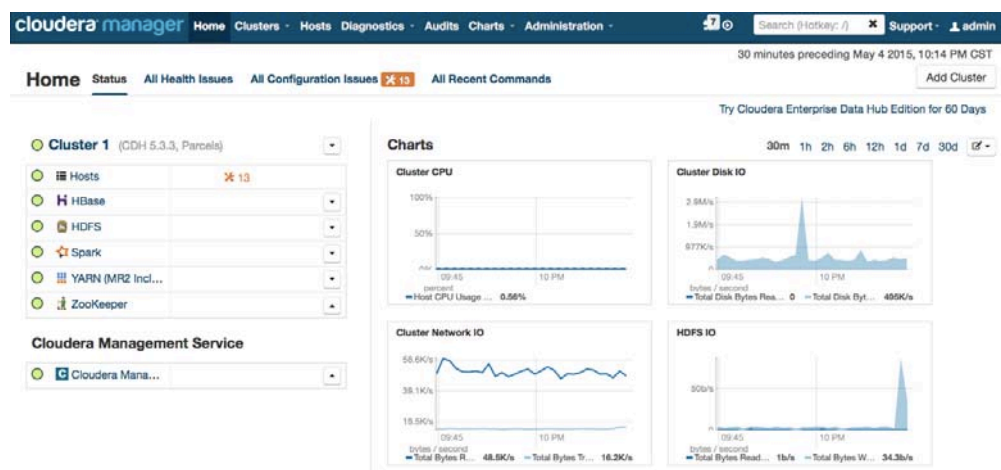 cloudera manager Home Clusters Hosts Diagnostics Audits Charts Administration 7 Search (Hotkey: /) Support admin
30 minutes preceding May 4 2015, 10:14 PM CST
Home Status All Health Issues All Configuration Issues 13 All Recent Commands Add Cluster
Try Cloudera Enterprise Data Hub Edition for 60 Days
Cluster 1 (CDH 5.3.3, Parcels)
Hosts 13
HBase
HDFS
Spark
YARN (MR2 Incl...
ZooKeeper
Cloudera Management Service
Cloudera Mana...
Charts 30m 1h 2h 6h 12h 1d 7d 30d
Cluster CPU
100%
50%
0%
09:45 10 PM
percent
Host CPU Usage ... 0.56%
Cluster Disk IO
2.9M/s
1.9M/s
977K/s
0
09:45 10 PM
bytes / second
Total Disk Bytes Rea... 0 Total Disk Byt... 495K/s
Cluster Network IO
58.6K/s
39.1K/s
19.5K/s
09:45 10 PM
bytes / second
Total Bytes R... 48.5K/s Total Bytes Tr... 16.2K/s
HDFS IO
50b/s
0
09:45 10 PM
bytes / second
Total Bytes Read... 1b/s Total Bytes W... 34.3b/s